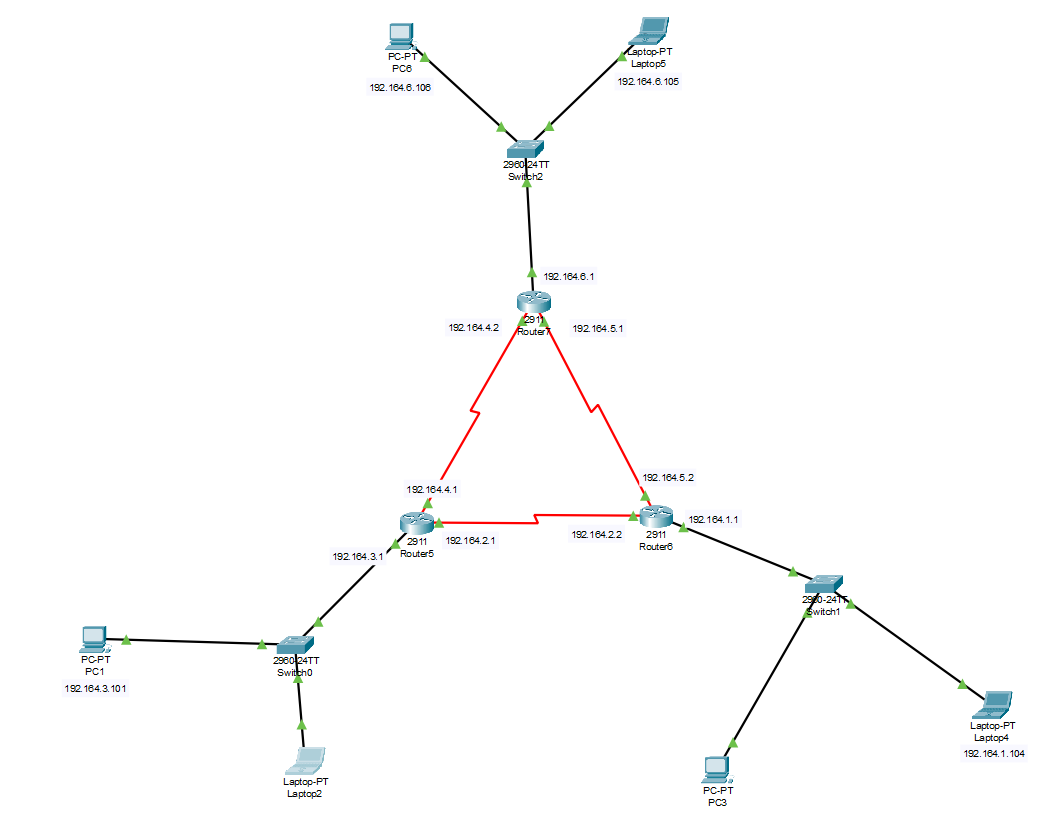 PC-PT
PC6
192.164.6.106
Laptop-PT
Laptop5
192.164.6.105
2960-24TT
Switch2
192.164.6.1
2911
Router7
192.164.4.2
192.164.5.1
192.164.4.1
192.164.5.2
2911
Router5
192.164.2.1
192.164.3.1
192.164.2.2
2911
Router6
192.164.1.1
2960-24TT
Switch1
2960-24TT
Switch0
PC-PT
PC1
192.164.3.101
Laptop-PT
Laptop4
192.164.1.104
Laptop-PT
Laptop2
PC-PT
PC3